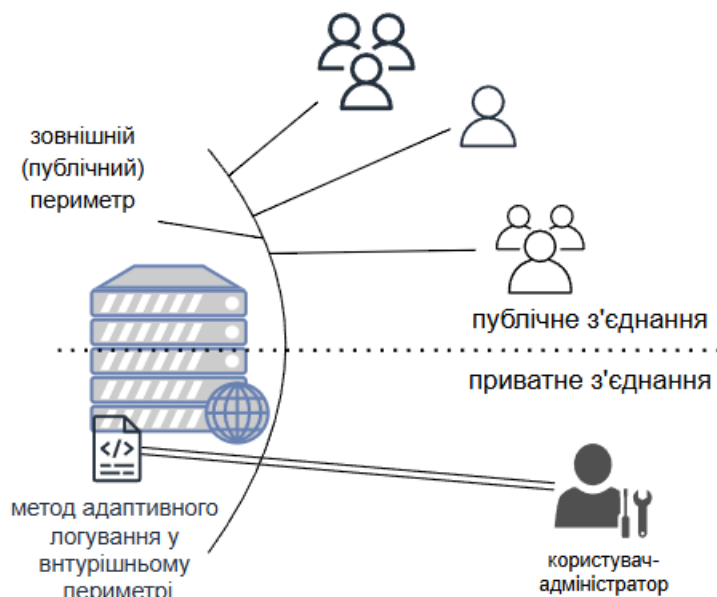 зовнішній
(публічний)
периметр
публічне з'єднання
приватне з'єднання
</>
метод адаптивного
логування у
внтурішньому
периметрі
користувач-
адміністратор